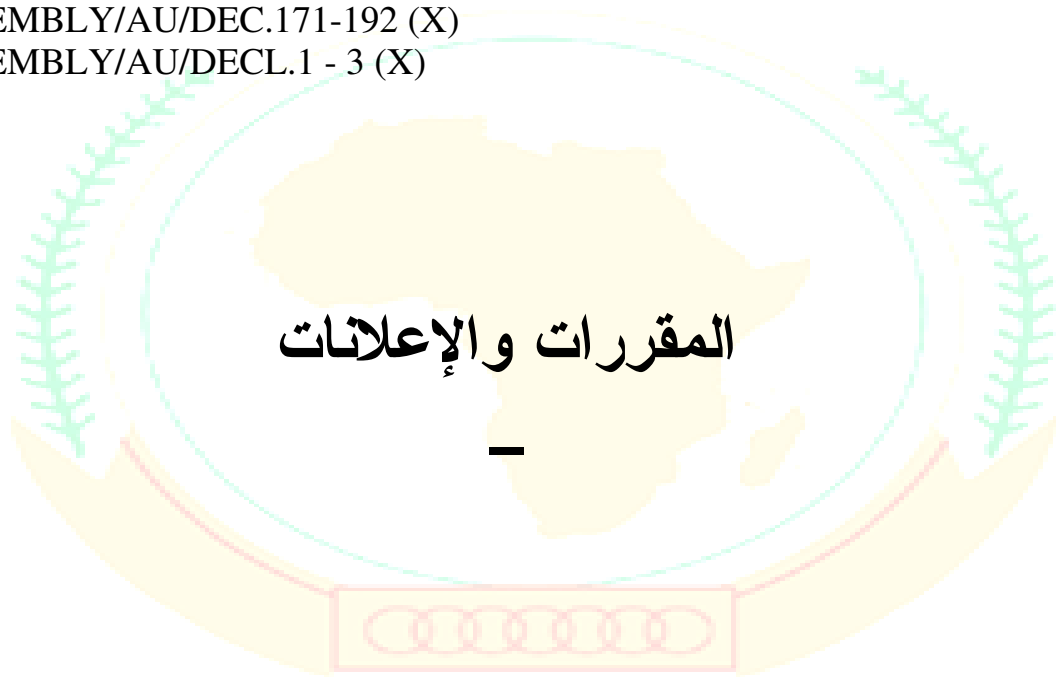 EMBLY/AU/DEC.171-192 (X)
EMBLY/AU/DECL.1 - 3 (X)
المقررات والإعلانات
–